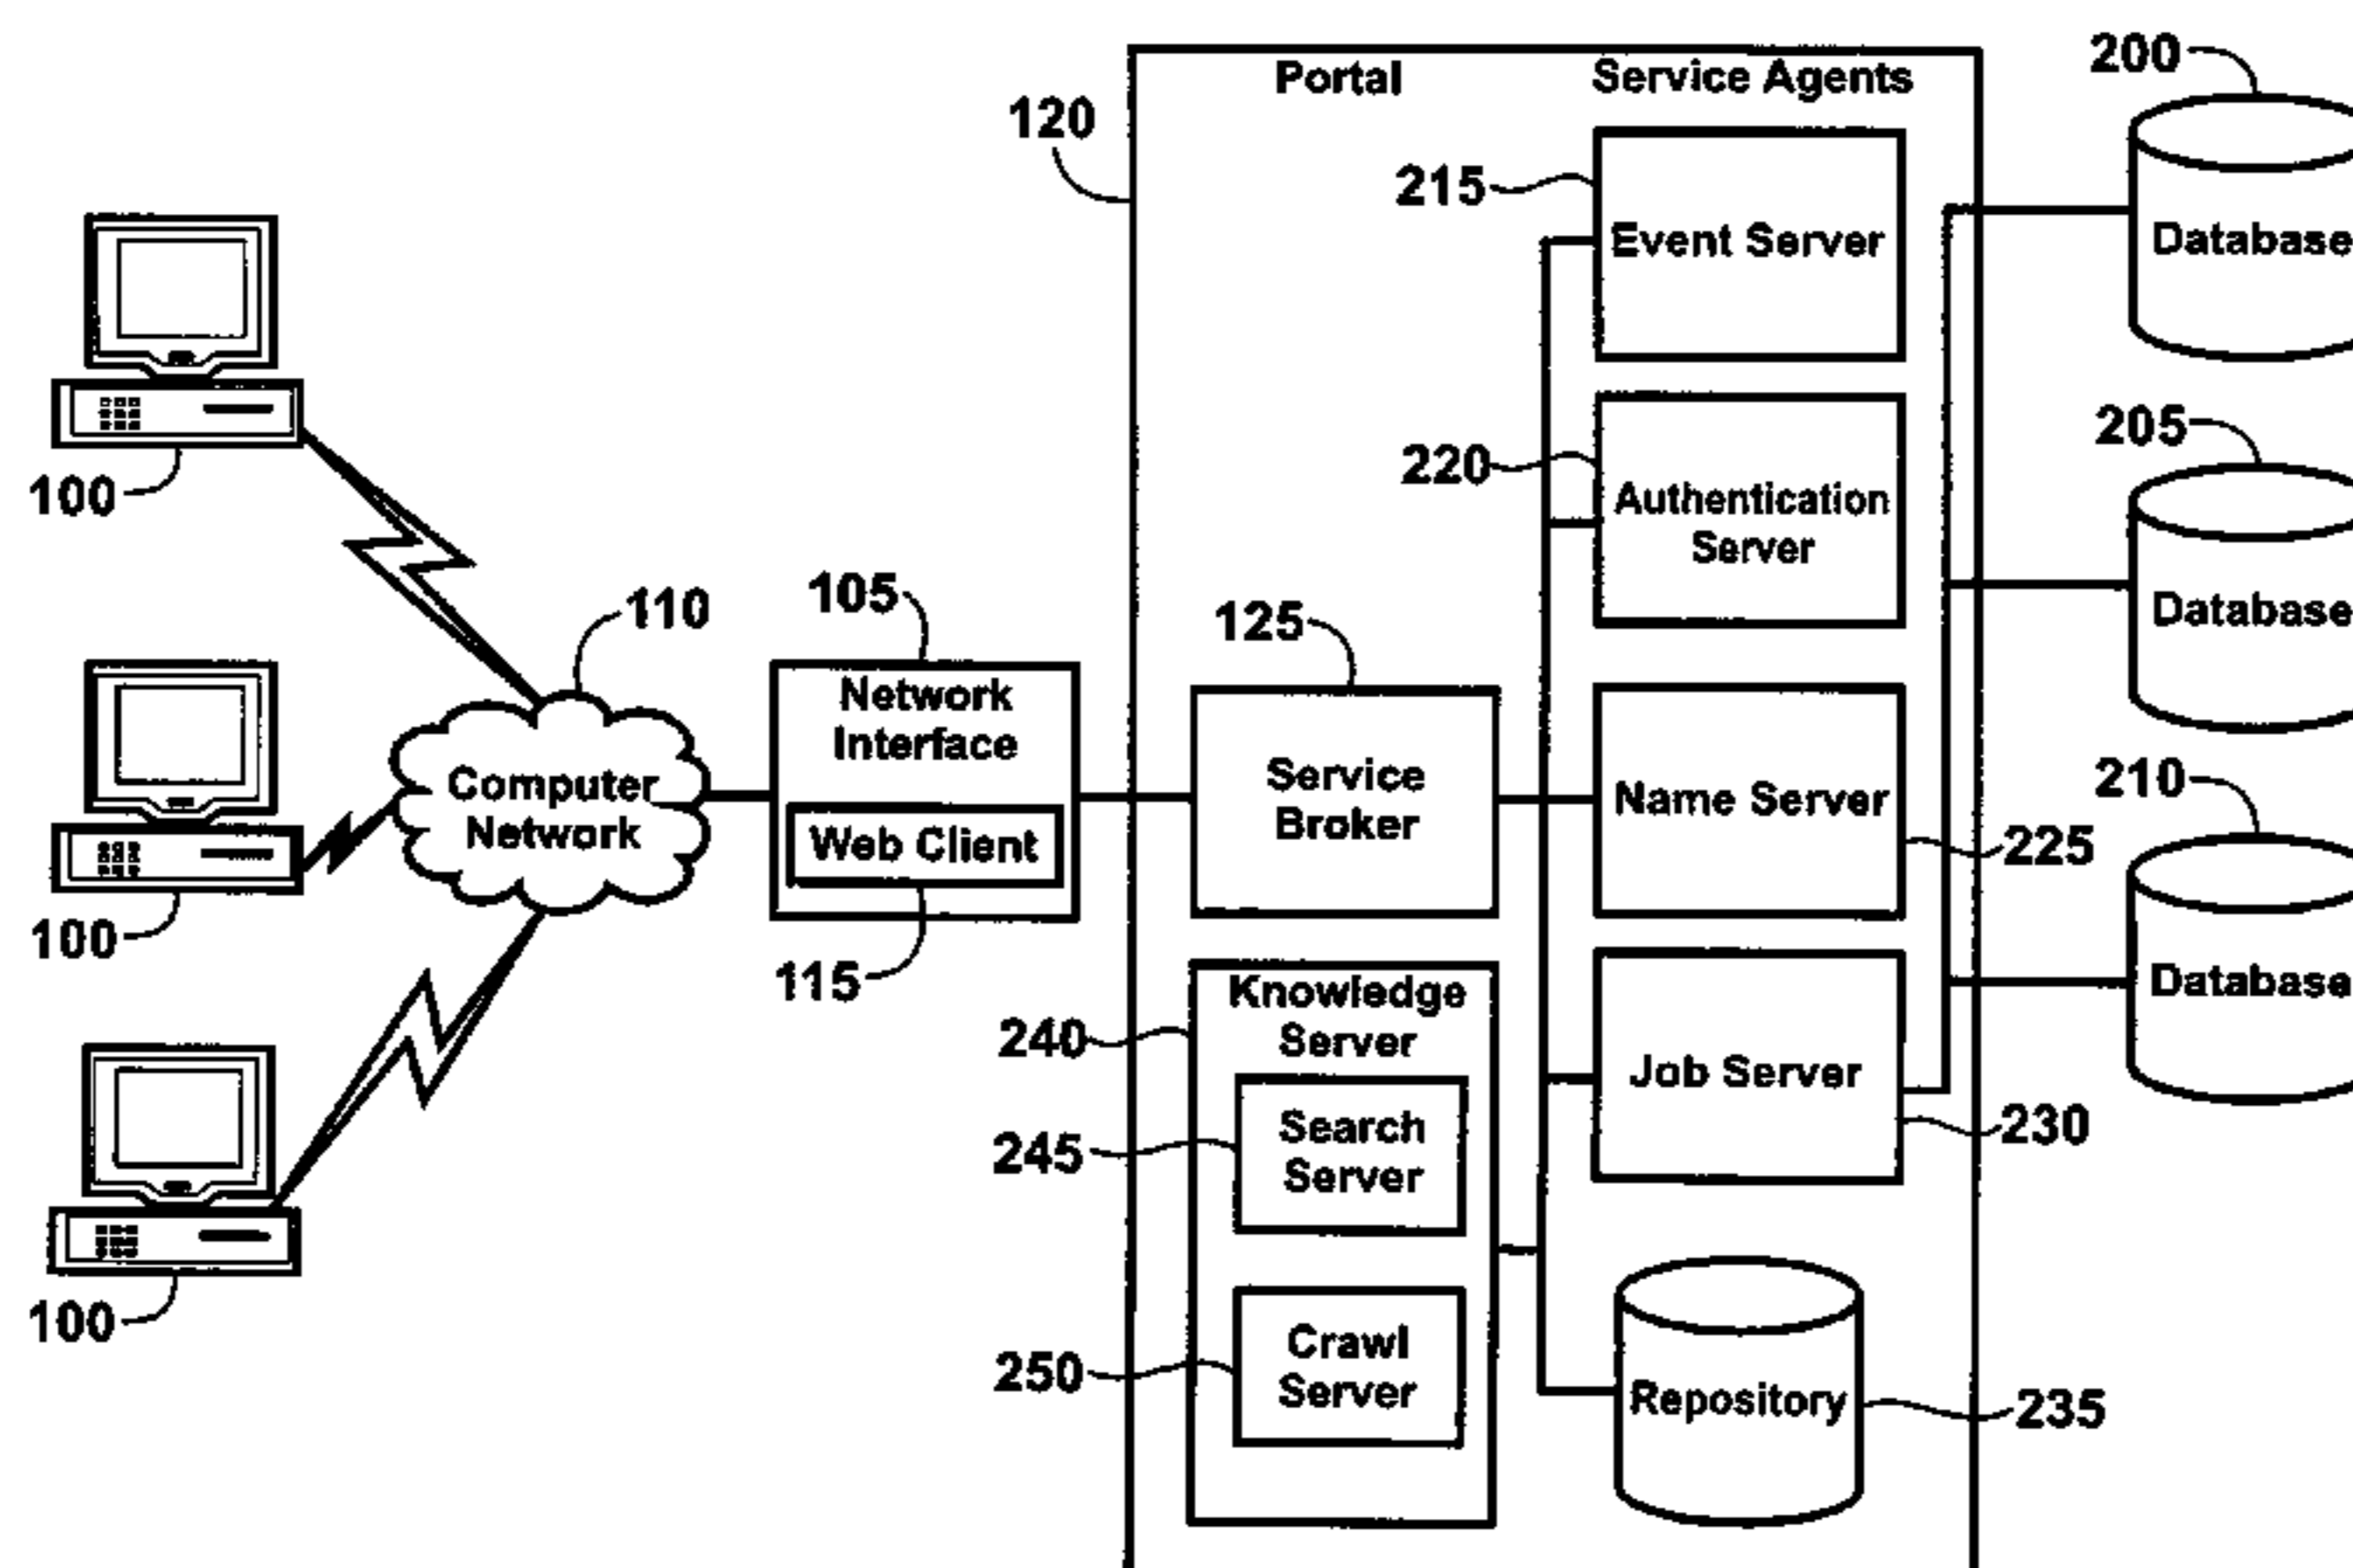 Portal
Service Agents
120
200
215
Event Server
Database
220
Authentication
Server
205
Database
100
110
105
Network
Interface
125
Computer
Network
Web Client
115
Service
Broker
Name Server
225
210
Database
100
240
Knowledge
Server
245
Search
Server
250
Crawl
Server
Job Server
230
100
Repository
235